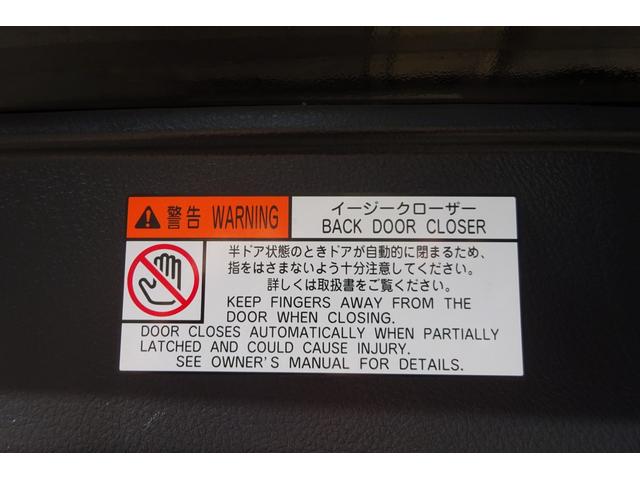 警告 WARNING
イージークローザー
BACK DOOR CLOSER
半ドア状態のときドアが自動的に閉まるため、
指をはさまないよう十分注意してください。
詳しくは取扱書をご覧ください。
KEEP FINGERS AWAY FROM THE
DOOR WHEN CLOSING.
DOOR CLOSES AUTOMATICALLY WHEN PARTIALLY
LATCHED AND COULD CAUSE INJURY.
SEE OWNER'S MANUAL FOR DETAILS.